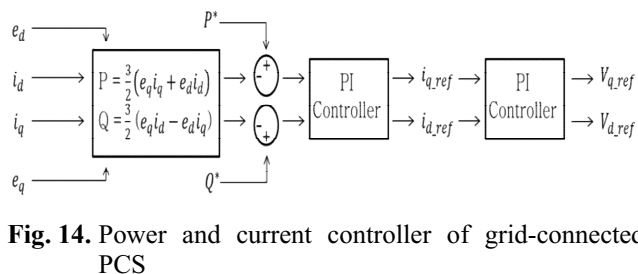 e_d
i_d
i_q
e_q
P = 3/2 (e_q i_q + e_d i_d)
Q = 3/2 (e_q i_d − e_d i_q)
P*
- +
- +
Q*
PI
Controller
i_q_ref
i_d_ref
PI
Controller
V_q_ref
V_d_ref
Fig. 14. Power and current controller of grid-connected
PCS